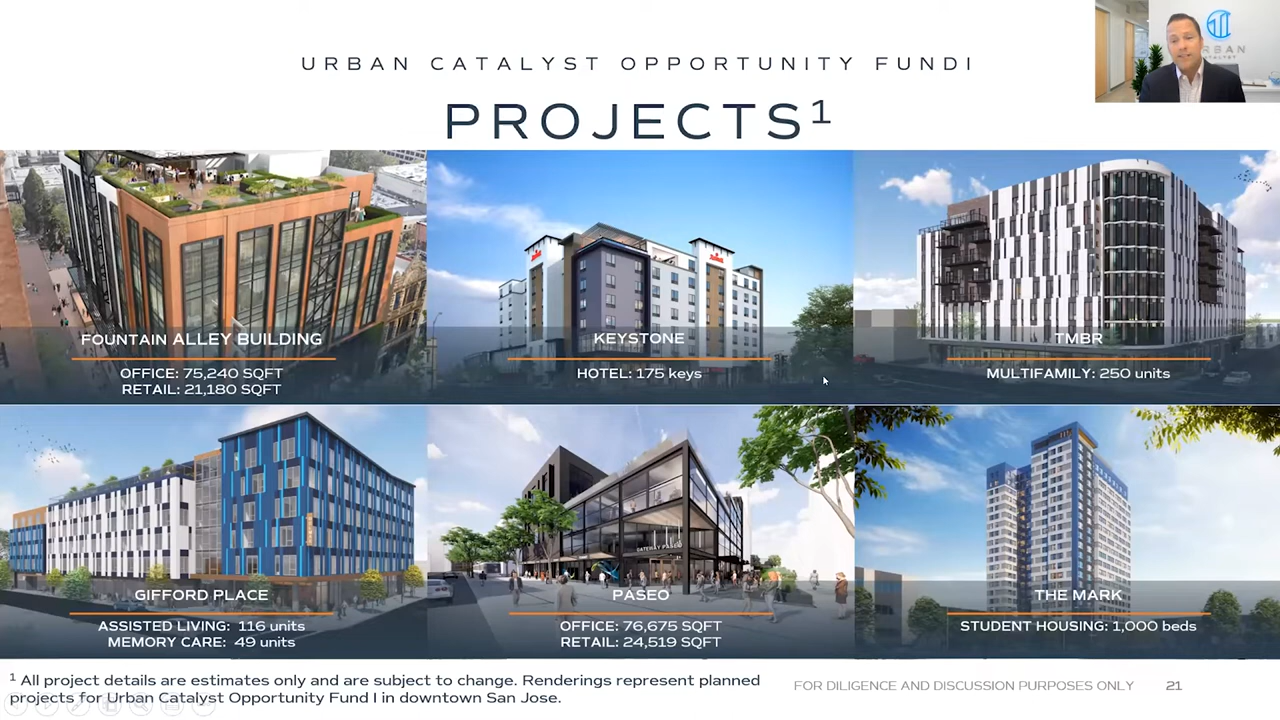 URBAN CATALYST OPPORTUNITY FUND I
PROJECTS¹
URBAN
CATALYST
FOUNTAIN ALLEY BUILDING
OFFICE: 75,240 SQFT
RETAIL: 21,180 SQFT
KEYSTONE
HOTEL: 175 keys
TMBR
MULTIFAMILY: 250 units
GIFFORD PLACE
ASSISTED LIVING: 116 units
MEMORY CARE: 49 units
GATEWAY PASEO
PASEO
OFFICE: 76,675 SQFT
RETAIL: 24,519 SQFT
THE MARK
STUDENT HOUSING: 1,000 beds
¹ All project details are estimates only and are subject to change. Renderings represent planned
projects for Urban Catalyst Opportunity Fund I in downtown San Jose.
FOR DILIGENCE AND DISCUSSION PURPOSES ONLY 21